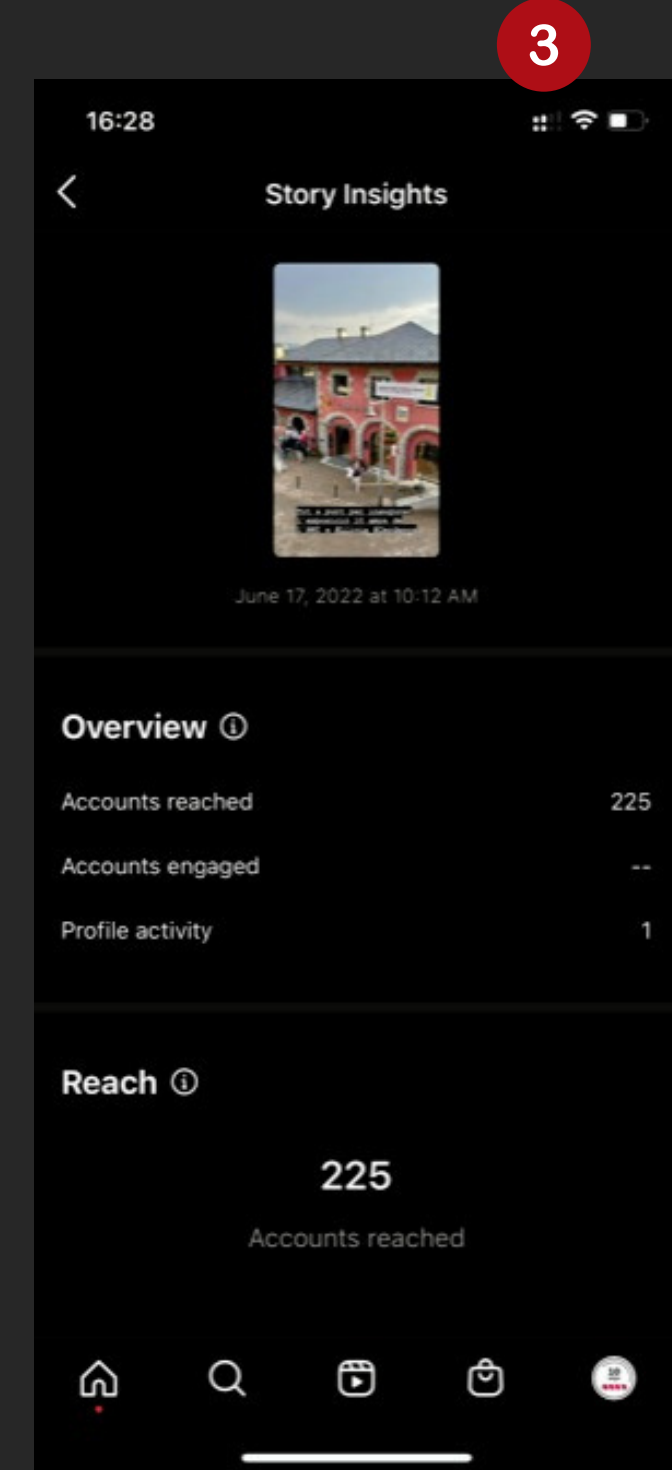 3
16:28
Story Insights
June 17, 2022 at 10:12 AM
Overview
Accounts reached 225
Accounts engaged --
Profile activity 1
Reach
225
Accounts reached
10